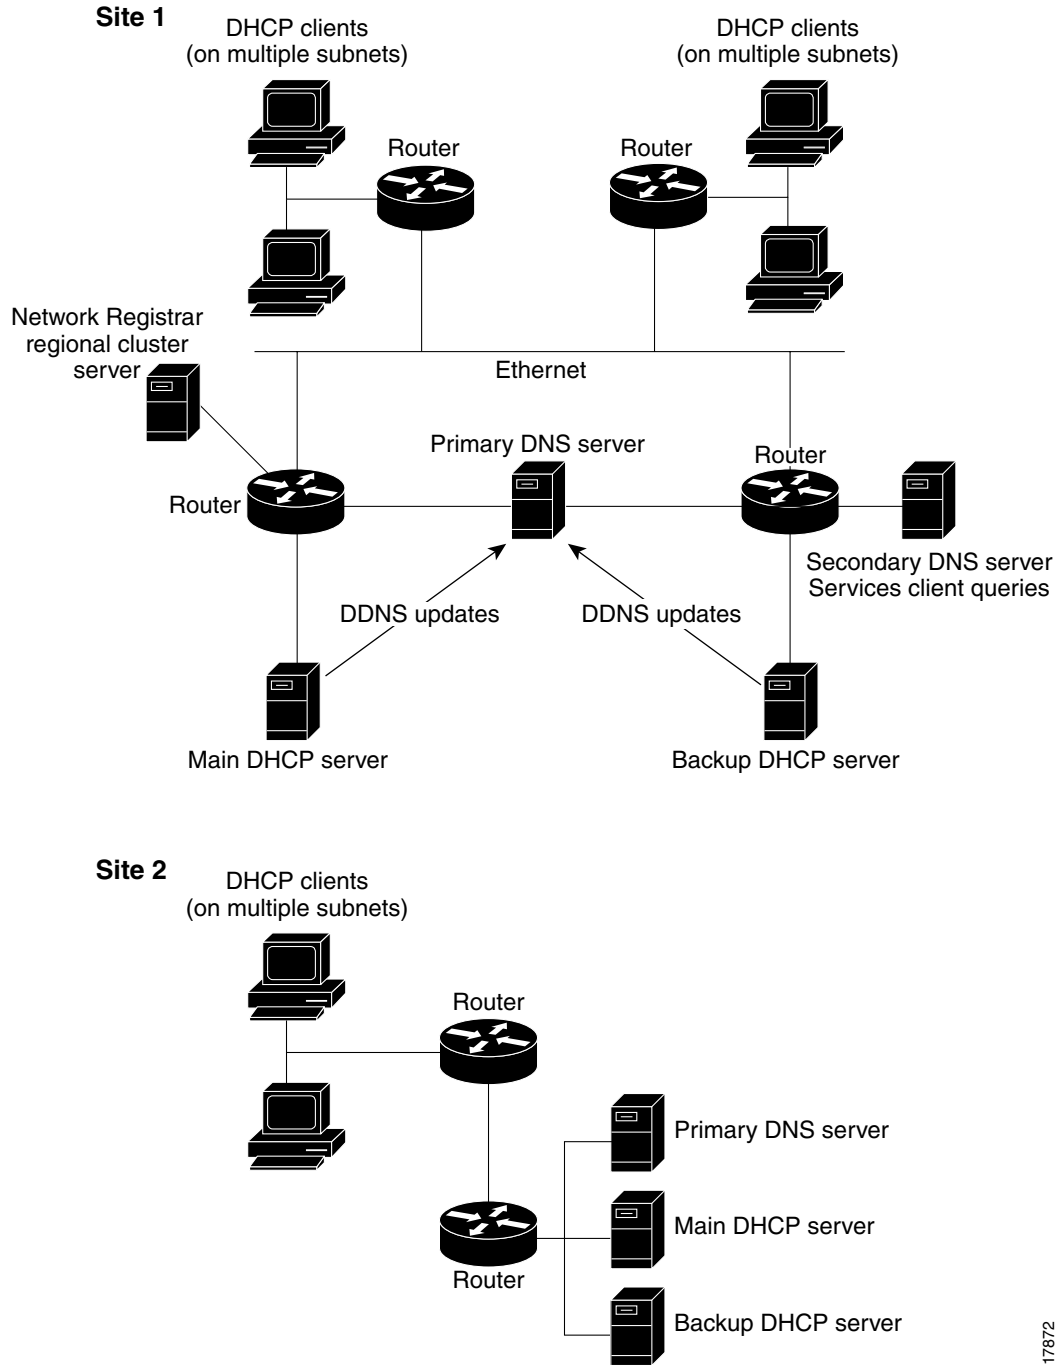 Site 1
DHCP clients
(on multiple subnets)
DHCP clients
(on multiple subnets)
Router
Router
Network Registrar
regional cluster
server
Ethernet
Primary DNS server
Router
Router
Secondary DNS server
Services client queries
DDNS updates
DDNS updates
Main DHCP server
Backup DHCP server
Site 2
DHCP clients
(on multiple subnets)
Router
Primary DNS server
Main DHCP server
Router
Backup DHCP server
17872